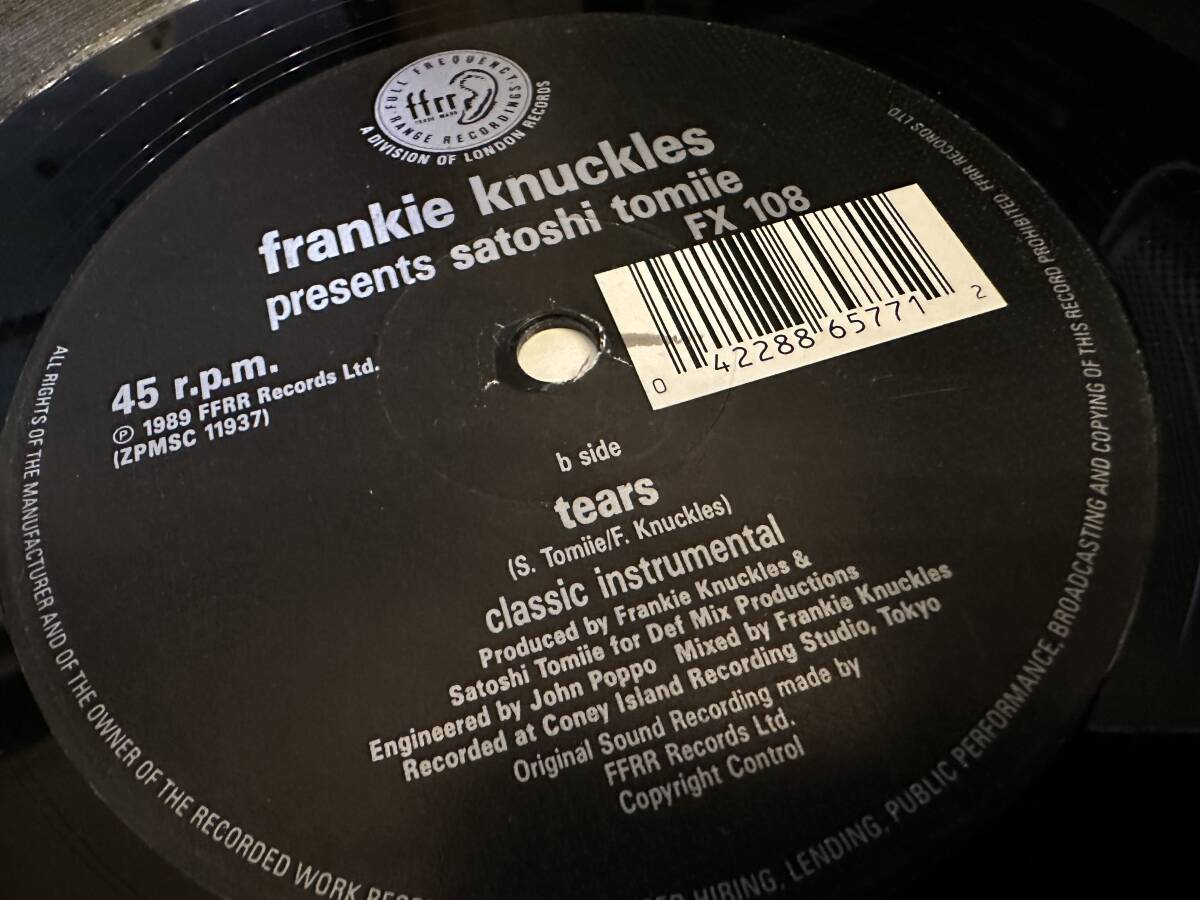 FULL FREQUENCY
ffrr
TRADE MARK
RANGE RECORDINGS
A DIVISION OF LONDON RECORDS
frankie knuckles
presents satoshi tomiie
FX 108
0 42288 65771 2
45 r.p.m.
℗ 1989 FFRR Records Ltd.
(ZPMSC 11937)
b side
tears
(S. Tomiie/F. Knuckles)
classic instrumental
Produced by Frankie Knuckles &
Satoshi Tomiie for Def Mix Productions
Engineered by John Poppo Mixed by Frankie Knuckles
Recorded at Coney Island Recording Studio, Tokyo
Original Sound Recording made by
FFRR Records Ltd.
Copyright Control
ALL RIGHTS OF THE MANUFACTURER AND OF THE OWNER OF THE RECORDED WORK
HIRING, LENDING, PUBLIC PERFORMANCE, BROADCASTING AND COPYING OF THIS RECORD PROHIBITED. FFRR RECORDS LTD.